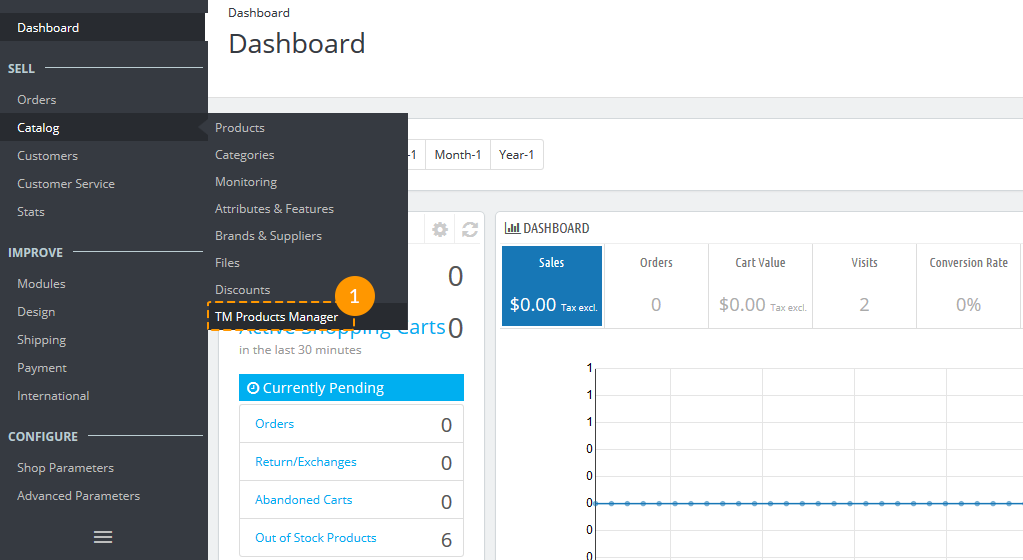 Dashboard
SELL
Orders
Catalog
Customers
Customer Service
Stats
IMPROVE
Modules
Design
Shipping
Payment
International
CONFIGURE
Shop Parameters
Advanced Parameters
Products
Categories
Monitoring
Attributes & Features
Brands & Suppliers
Files
Discounts
TM Products Manager
1
Dashboard
Dashboard
-1 Month-1 Year-1
0
Active Shopping Carts 0
in the last 30 minutes
Currently Pending
Orders 0
Return/Exchanges 0
Abandoned Carts 0
Out of Stock Products 6
DASHBOARD
Sales Orders Cart Value Visits Conversion Rate
$0.00 Tax excl. 0 $0.00 Tax excl. 2 0%
1
1
1
0
0
0
0
0